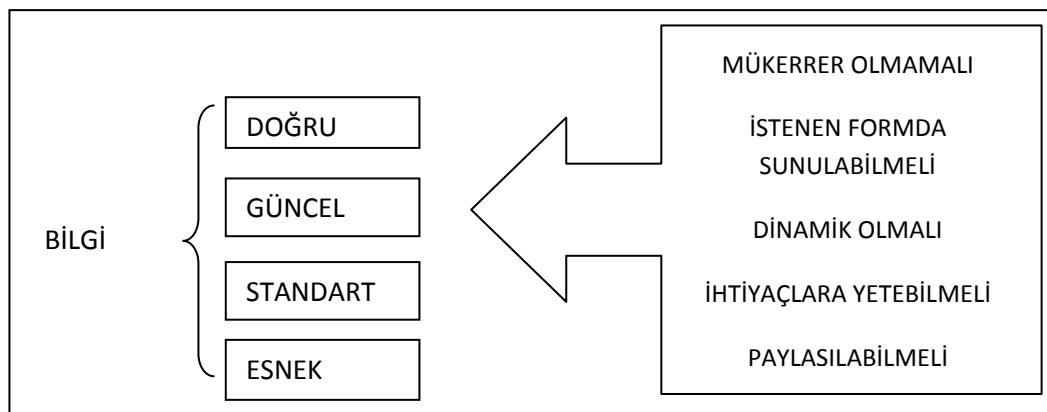 BİLGİ
DOĞRU
GÜNCEL
STANDART
ESNEK
MÜKERRER OLMAMALI
İSTENEN FORMDA
SUNULABİLMELİ
DİNAMİK OLMALI
İHTİYAÇLARA YETEBİLMELİ
PAYLASILABİLMELİ